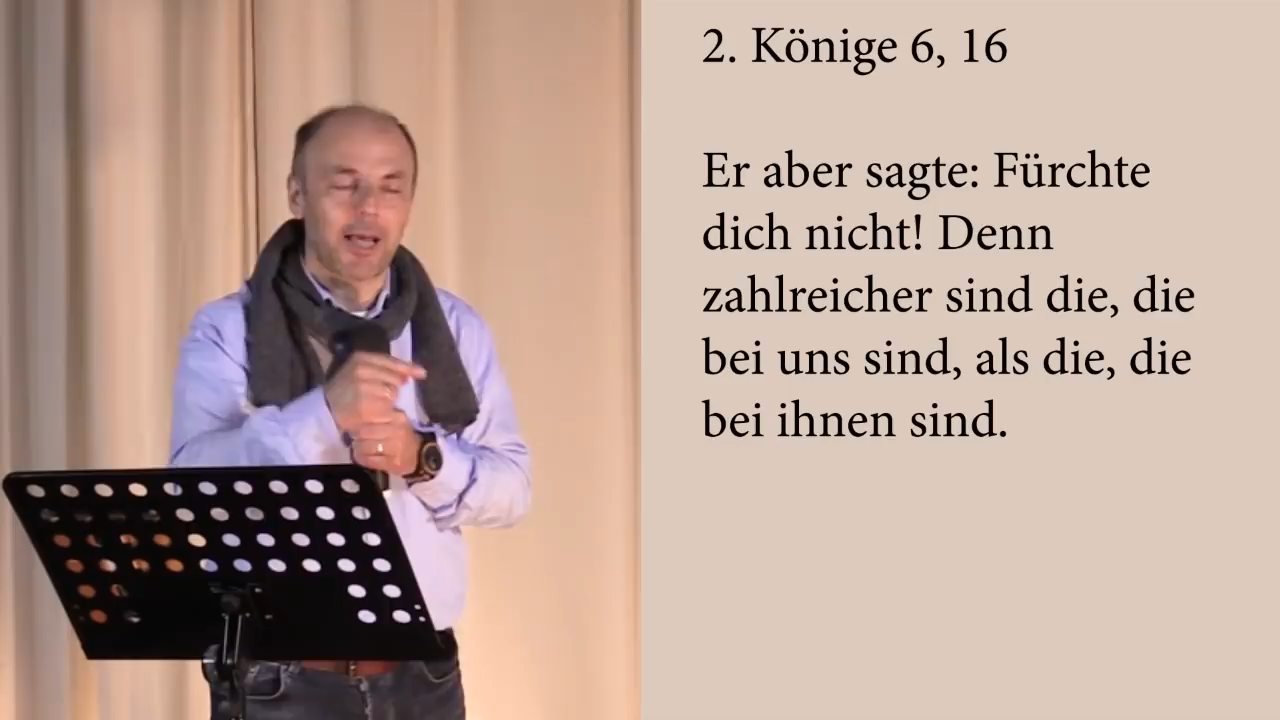 2. Könige 6, 16
Er aber sagte: Fürchte
dich nicht! Denn
zahlreicher sind die, die
bei uns sind, als die, die
bei ihnen sind.